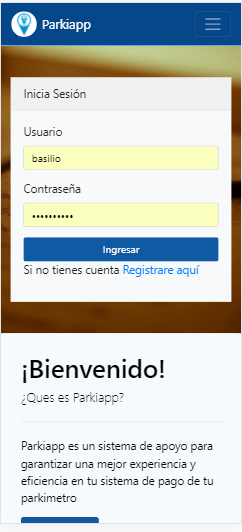 Parkiapp
Inicia Sesión
Usuario
basilio
Contraseña
••••••••••
Ingresar
Si no tienes cuenta Registrare aquí
¡Bienvenido!
¿Ques es Parkiapp?
Parkiapp es un sistema de apoyo para
garantizar una mejor experiencia y
eficiencia en tu sistema de pago de tu
parkimetro